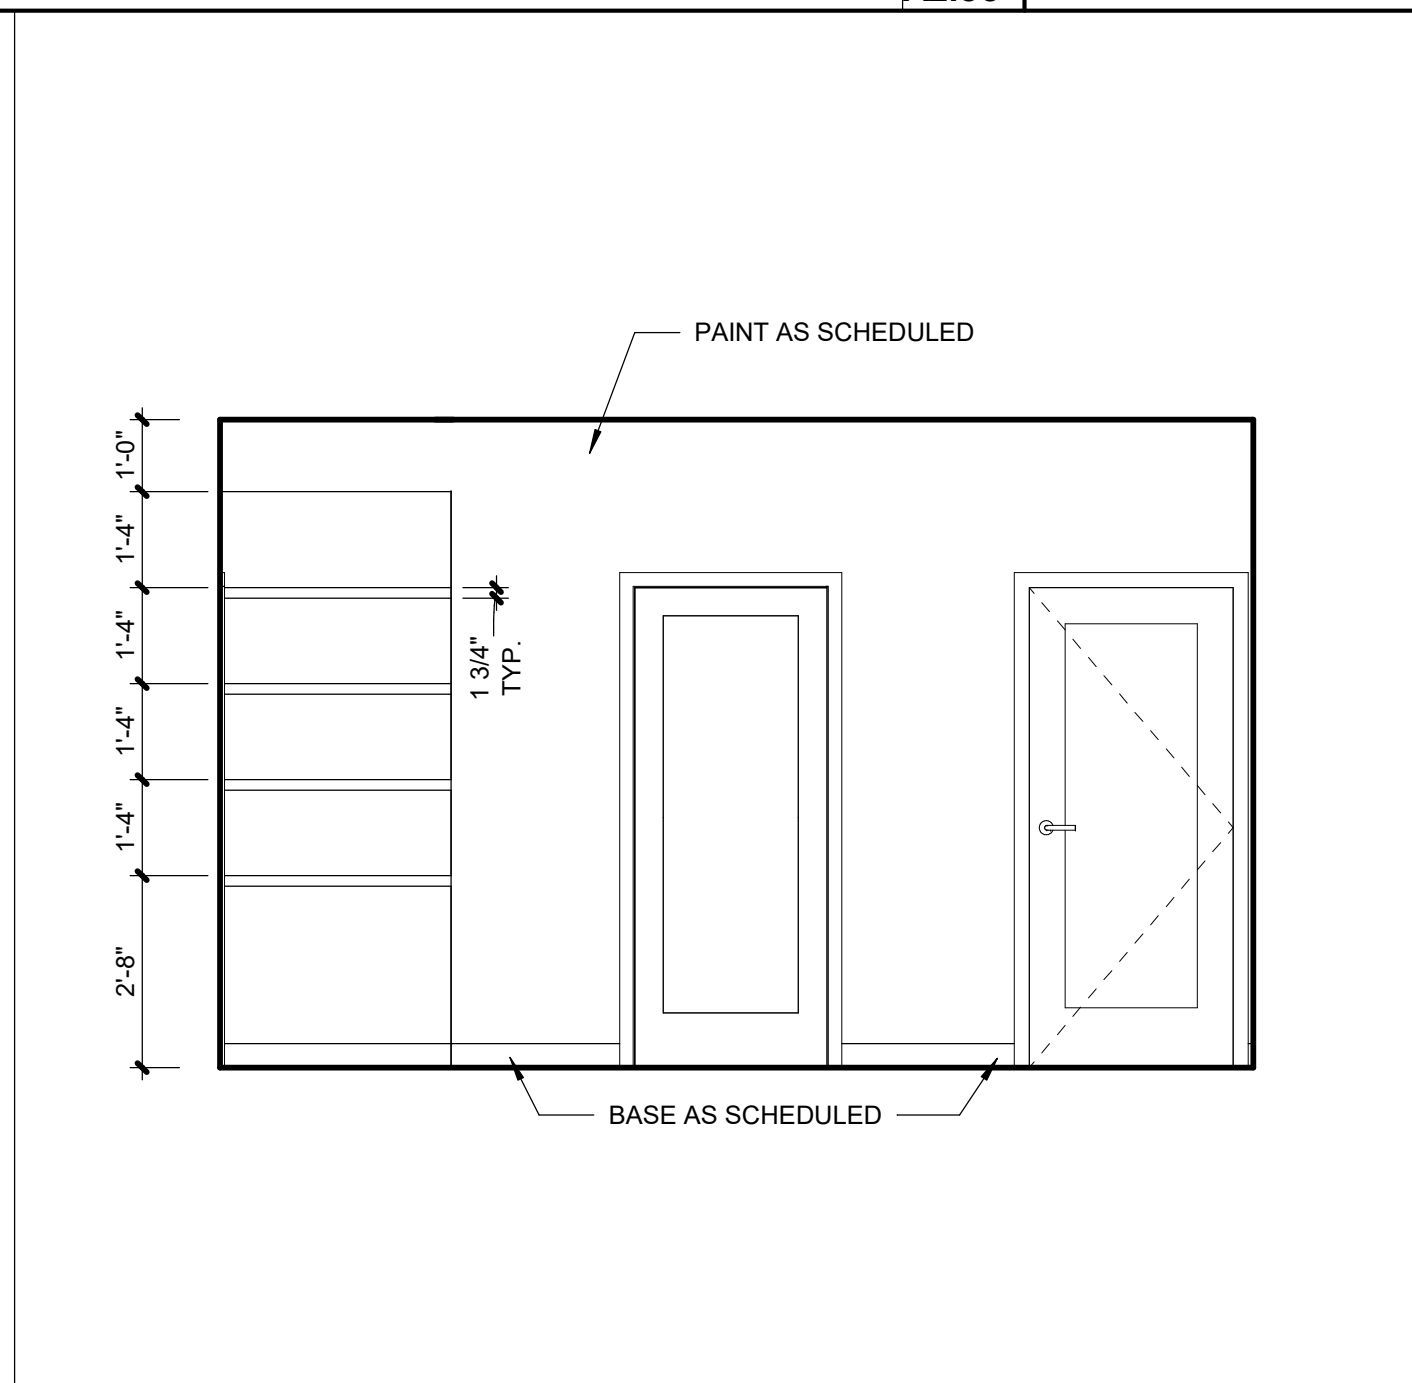 PAINT AS SCHEDULED
1'-0"
1'-4"
1'-4"
1'-4"
1'-4"
2'-8"
1 3/4"
TYP.
BASE AS SCHEDULED